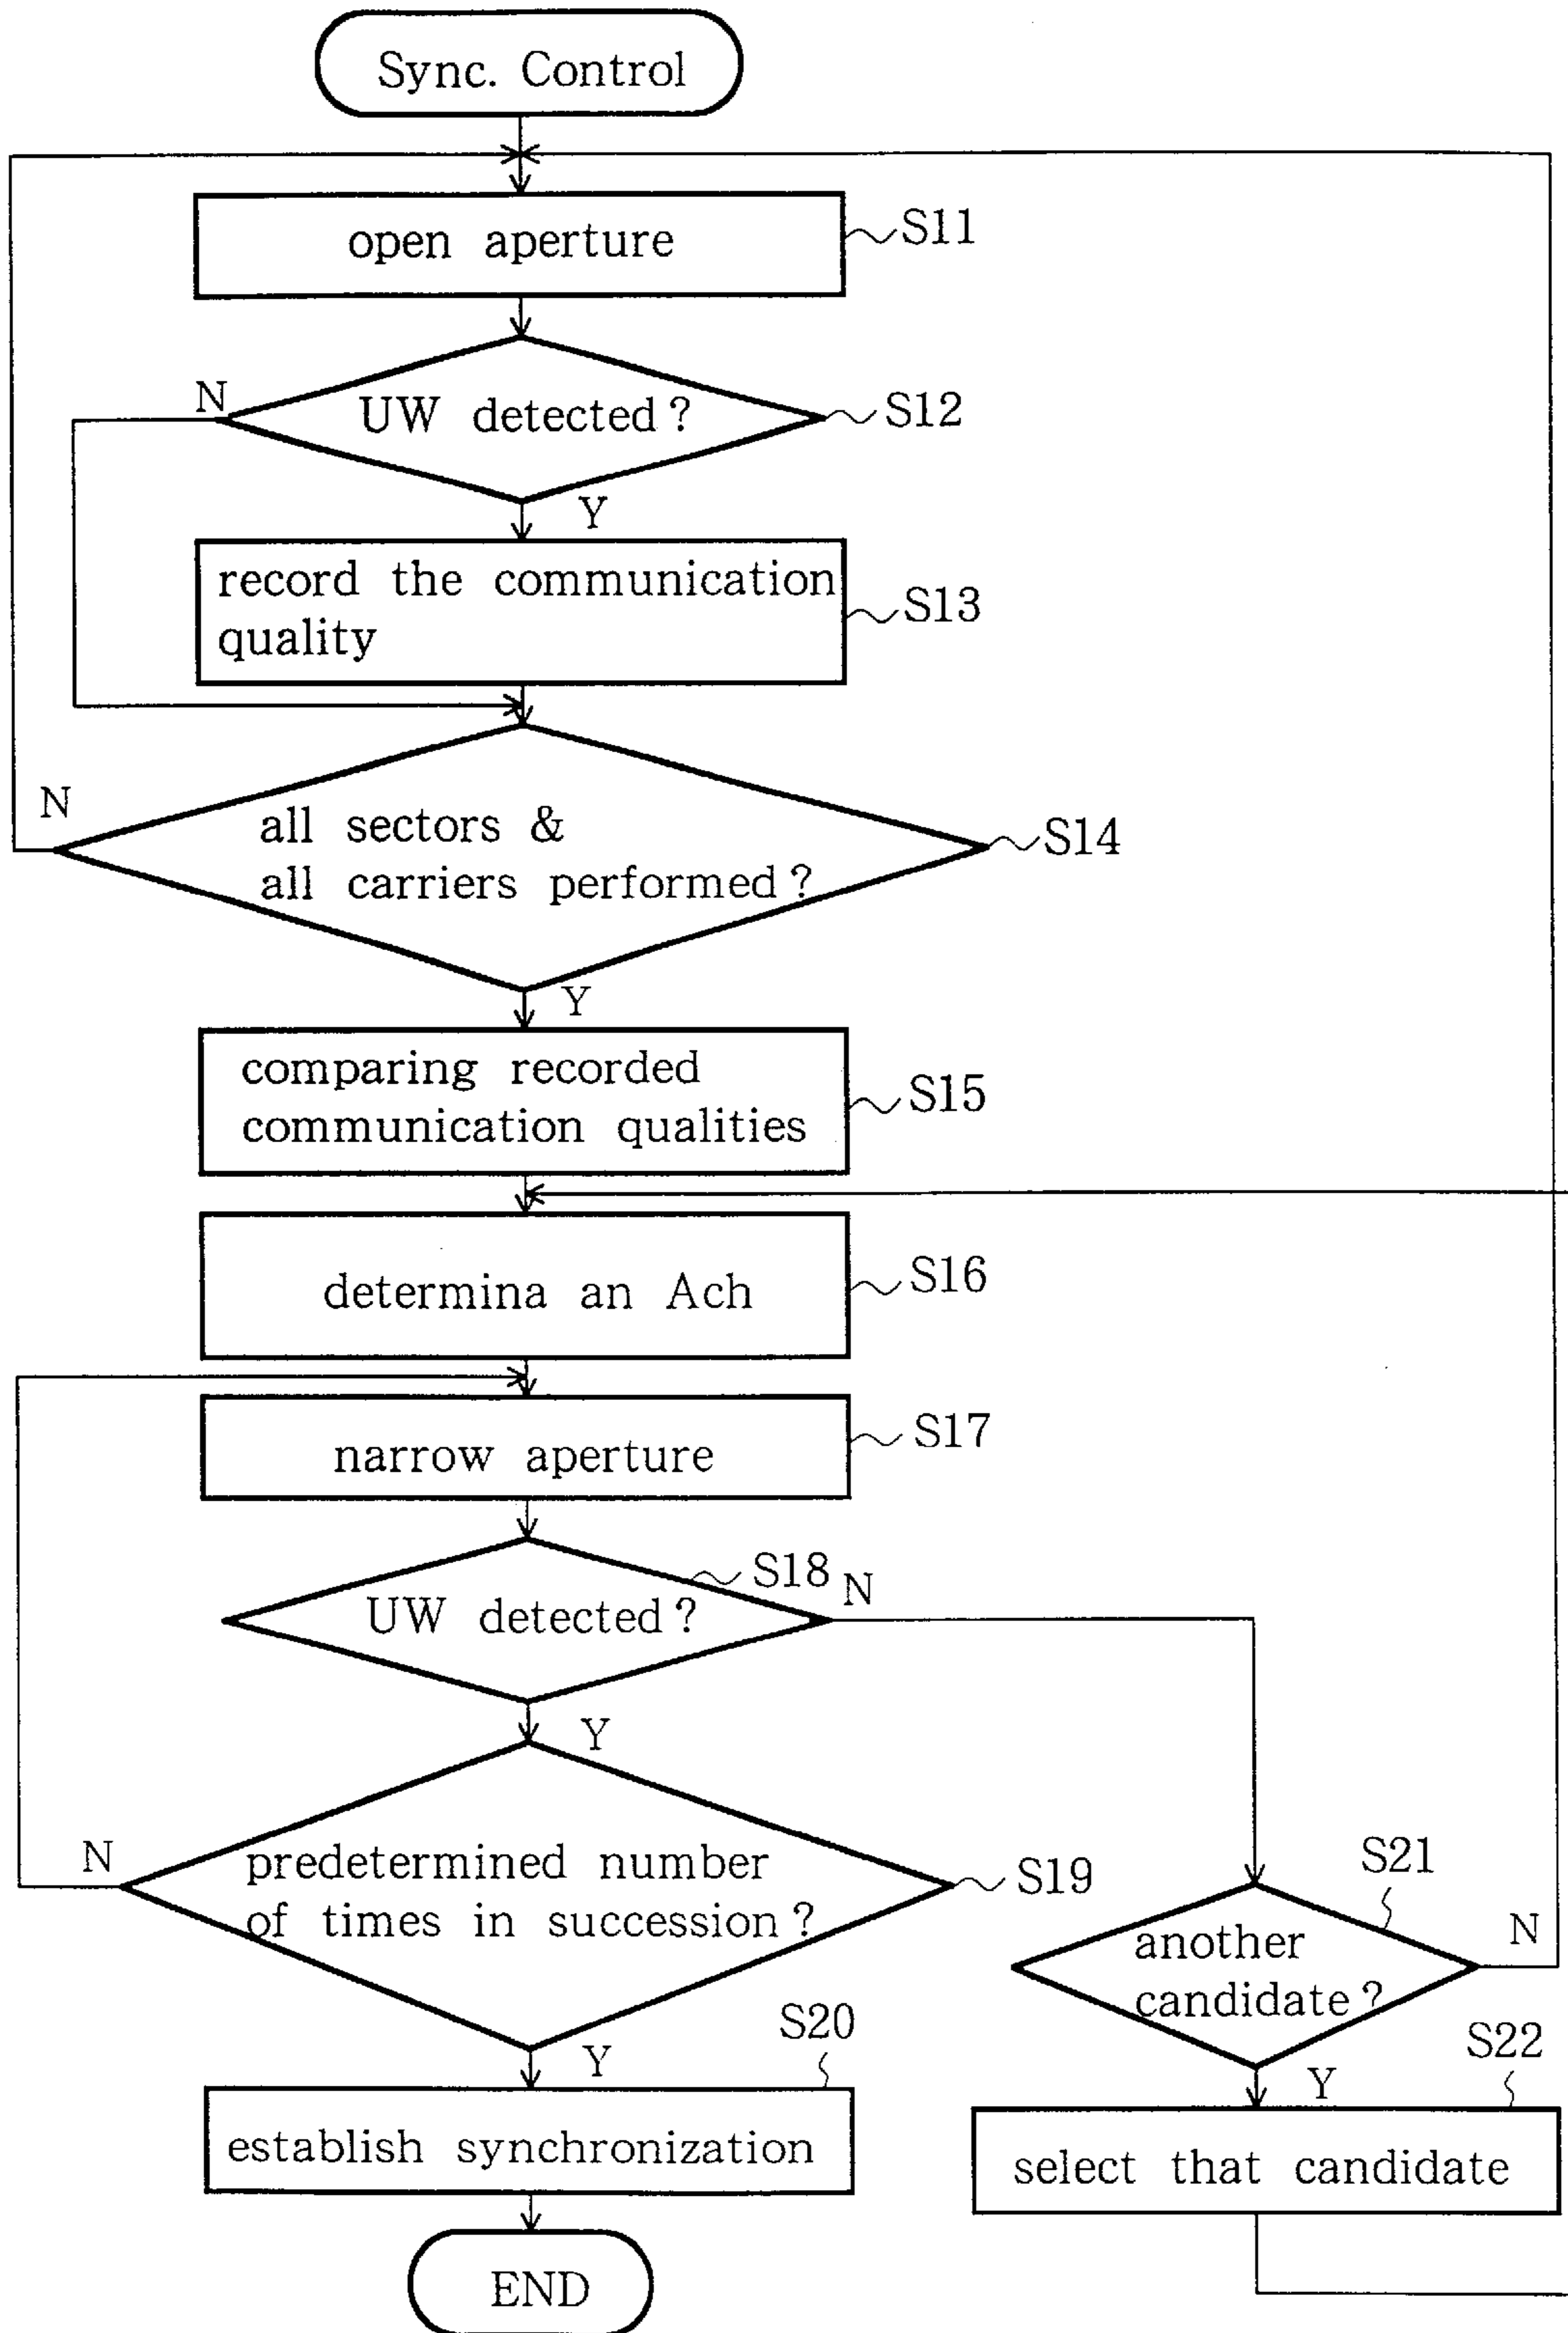 Sync. Control
open aperture
S11
N
UW detected?
S12
Y
record the communication
quality
S13
N
all sectors &
all carriers performed?
S14
Y
comparing recorded
communication qualities
S15
determina an Ach
S16
narrow aperture
S17
UW detected?
S18
N
Y
N
predetermined number
of times in succession?
S19
S21
another
candidate?
N
Y
S20
establish synchronization
Y
S22
select that candidate
END